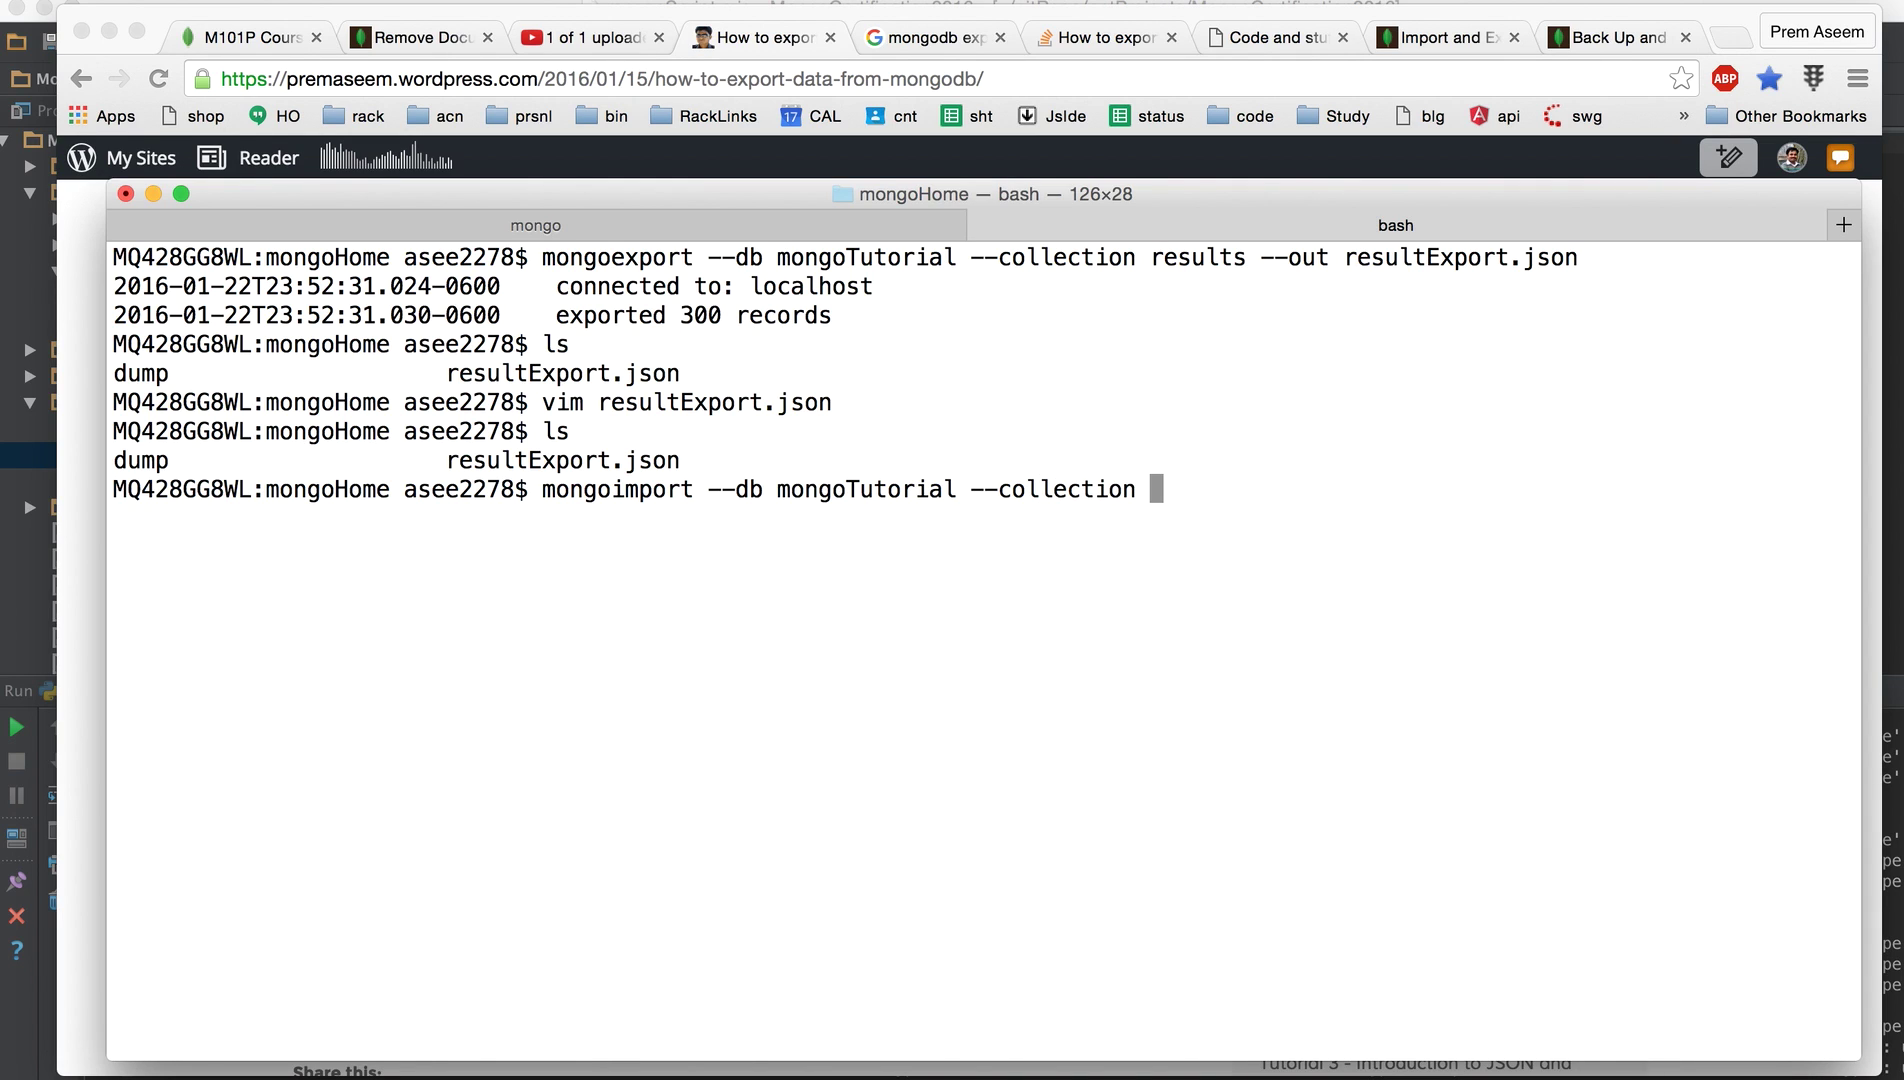 M101P Cours
Remove Docu
1 of 1 upload
How to expor
mongodb exp
How to expor
Code and stu
Import and Ex
Back Up and
Prem Aseem
https://premaseem.wordpress.com/2016/01/15/how-to-export-data-from-mongodb/
ABP
Apps
shop
HO
rack
acn
prsnl
bin
RackLinks
17 CAL
cnt
sht
JsIde
status
code
Study
blg
api
swg
»
Other Bookmarks
My Sites
Reader
mongoHome — bash — 126×28
mongo
bash
MQ428GG8WL:mongoHome asee2278$ mongoexport --db mongoTutorial --collection results --out resultExport.json
2016-01-22T23:52:31.024-0600    connected to: localhost
2016-01-22T23:52:31.030-0600    exported 300 records
MQ428GG8WL:mongoHome asee2278$ ls
dump                    resultExport.json
MQ428GG8WL:mongoHome asee2278$ vim resultExport.json
MQ428GG8WL:mongoHome asee2278$ ls
dump                    resultExport.json
MQ428GG8WL:mongoHome asee2278$ mongoimport --db mongoTutorial --collection
Run
Share this:
Tutorial 3 - Introduction to JSON and